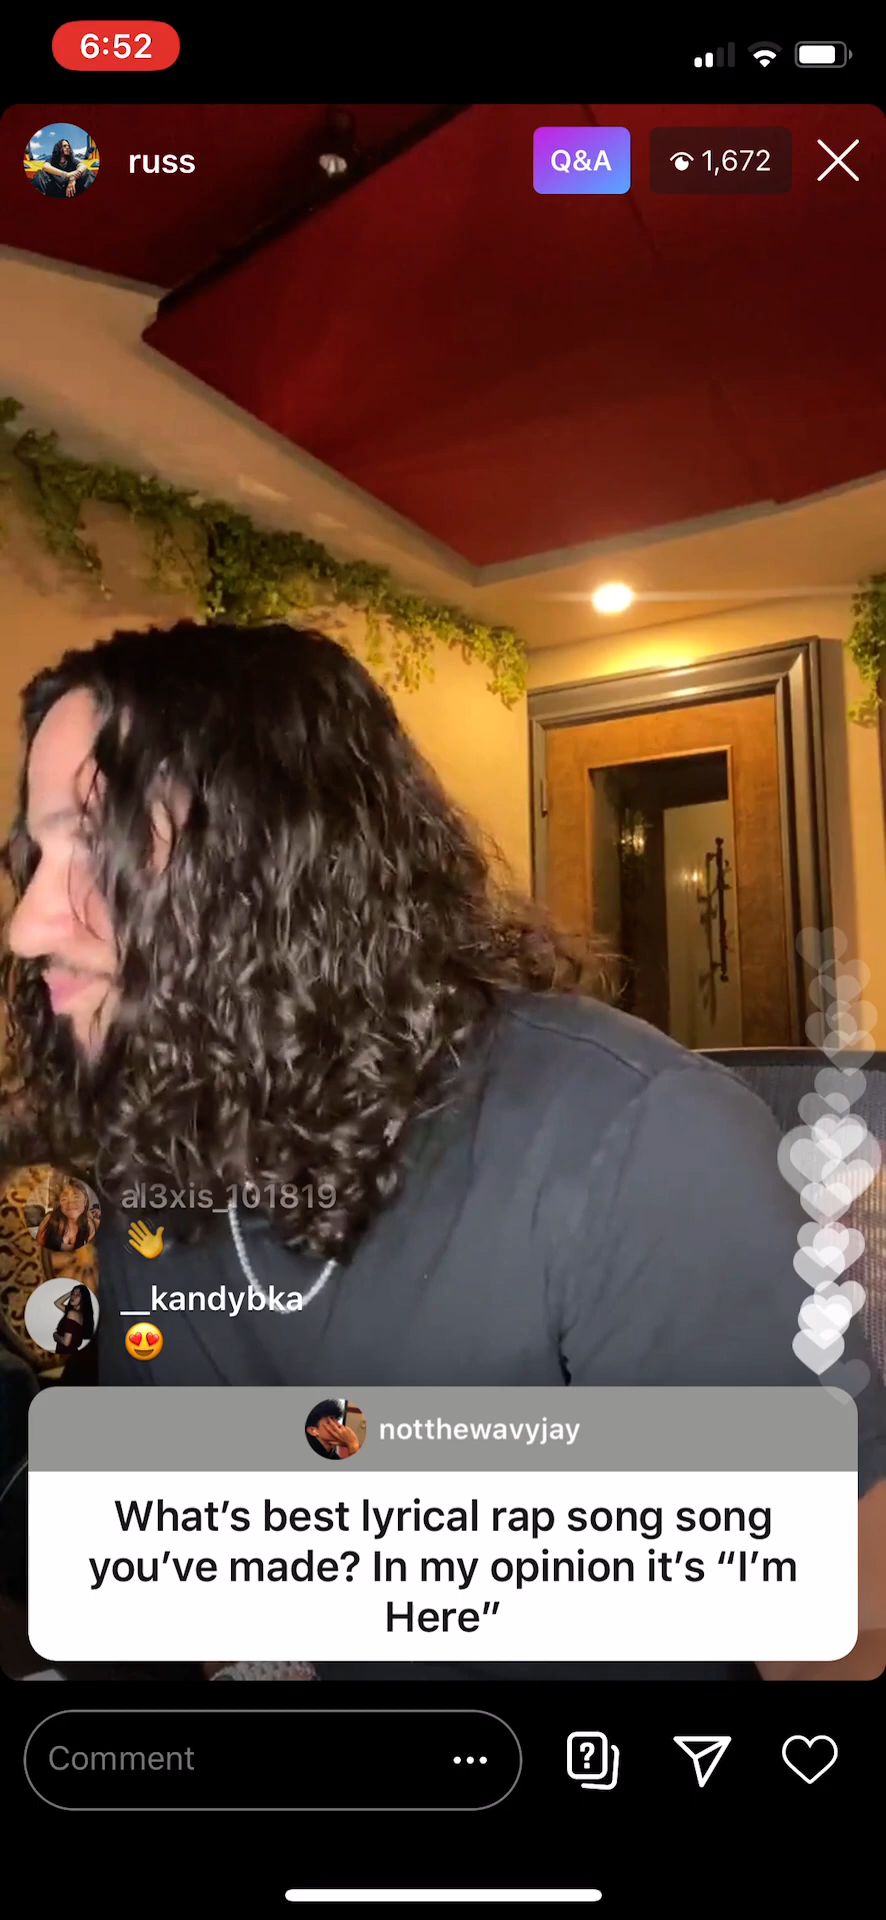 6:52
russ
Q&A
1,672
al3xis_101819
__kandybka
notthewavyjay
What's best lyrical rap song song
you've made? In my opinion it's “I'm
Here”
Comment
?